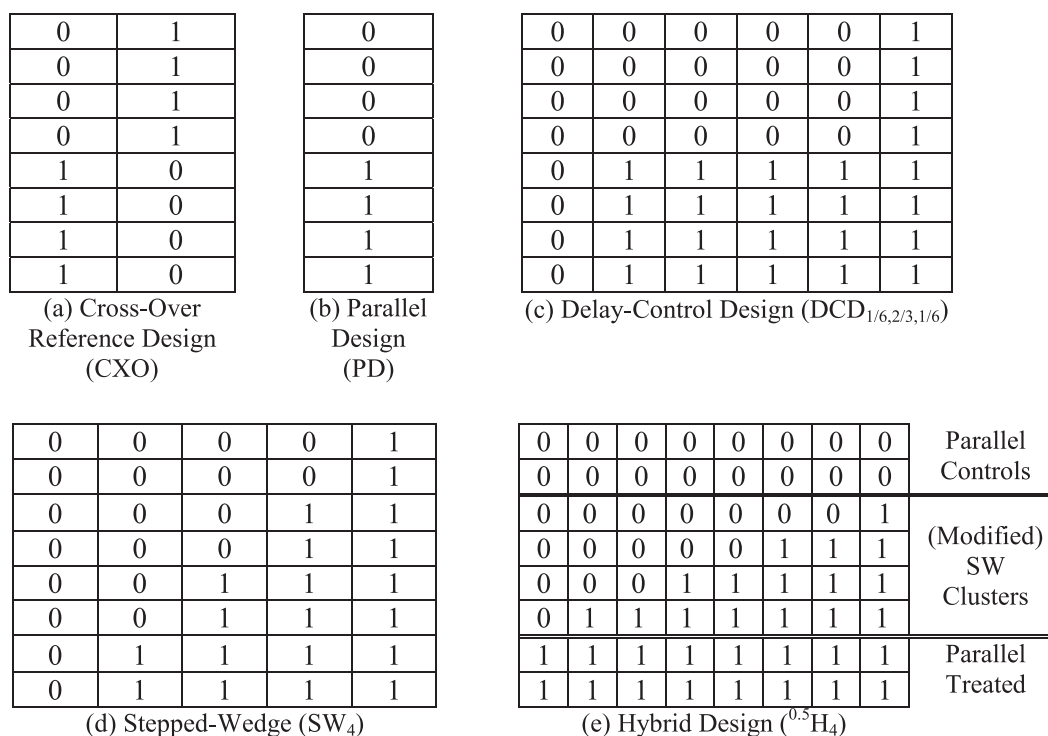 0 1
0 1
0 1
0 1
1 0
1 0
1 0
1 0
(a) Cross-Over
Reference Design
(CXO)
0
0
0
0
1
1
1
1
(b) Parallel
Design
(PD)
0 0 0 0 0 1
0 0 0 0 0 1
0 0 0 0 0 1
0 0 0 0 0 1
0 1 1 1 1 1
0 1 1 1 1 1
0 1 1 1 1 1
0 1 1 1 1 1
(c) Delay-Control Design (DCD1/6,2/3,1/6)
0 0 0 0 1
0 0 0 0 1
0 0 0 1 1
0 0 0 1 1
0 0 1 1 1
0 0 1 1 1
0 1 1 1 1
0 1 1 1 1
(d) Stepped-Wedge (SW4)
0 0 0 0 0 0 0 0
0 0 0 0 0 0 0 0
0 0 0 0 0 0 0 1
0 0 0 0 0 1 1 1
0 0 0 1 1 1 1 1
0 1 1 1 1 1 1 1
1 1 1 1 1 1 1 1
1 1 1 1 1 1 1 1
Parallel
Controls
(Modified)
SW
Clusters
Parallel
Treated
(e) Hybrid Design (0.5H4)